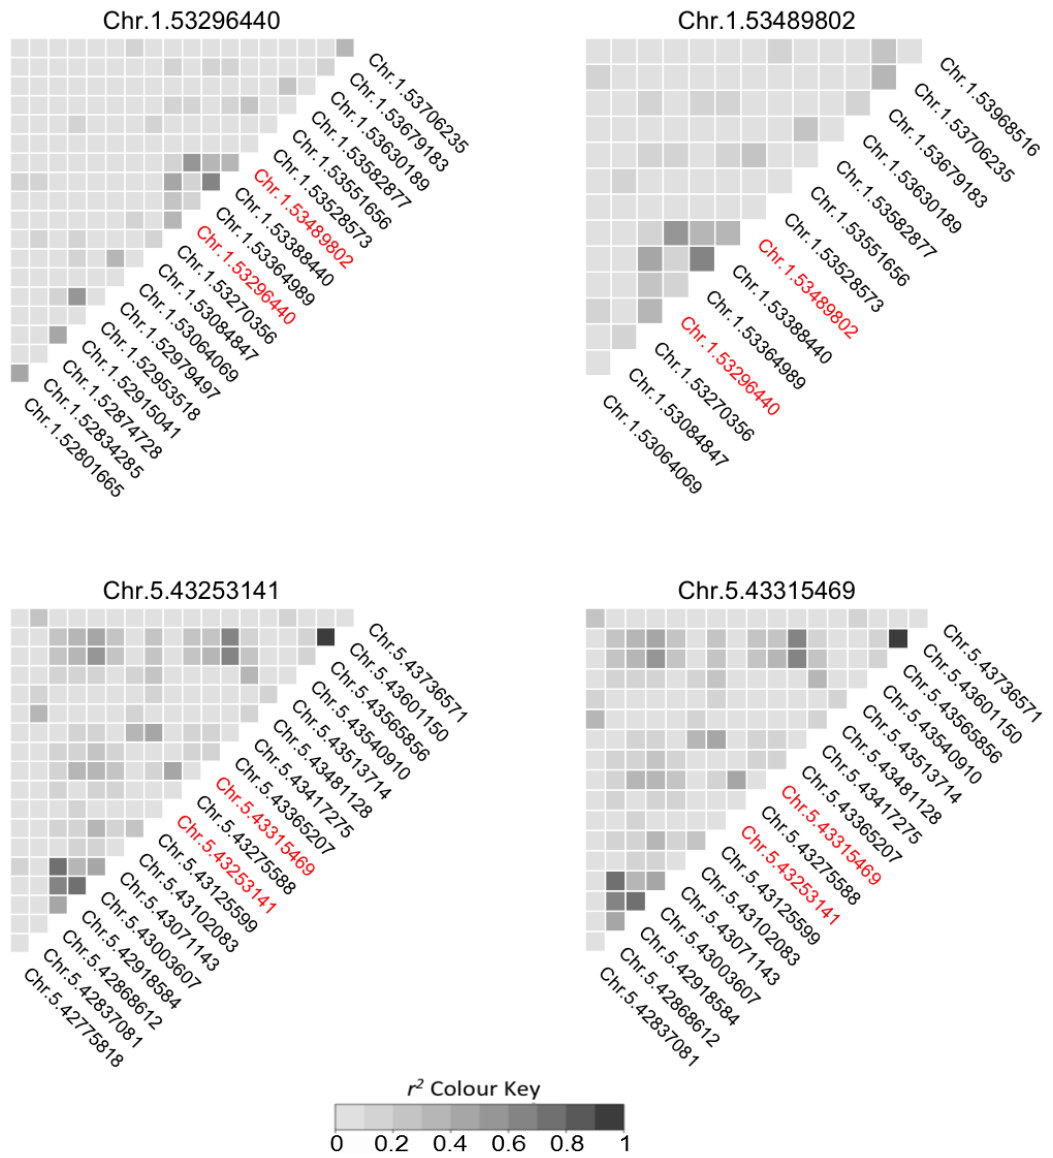 Chr.1.53296440
Chr.1.53706235
Chr.1.53679183
Chr.1.53630189
Chr.1.53582877
Chr.1.53551656
Chr.1.53528573
Chr.1.53489802
Chr.1.53388440
Chr.1.53364989
Chr.1.53296440
Chr.1.53270356
Chr.1.53084847
Chr.1.53064069
Chr.1.52979497
Chr.1.52953518
Chr.1.52915041
Chr.1.52874728
Chr.1.52834285
Chr.1.52801665
Chr.1.53489802
Chr.1.53968516
Chr.1.53706235
Chr.1.53679183
Chr.1.53630189
Chr.1.53582877
Chr.1.53551656
Chr.1.53528573
Chr.1.53489802
Chr.1.53388440
Chr.1.53364989
Chr.1.53296440
Chr.1.53270356
Chr.1.53084847
Chr.1.53064069
Chr.5.43253141
Chr.5.43736571
Chr.5.43601150
Chr.5.43565856
Chr.5.43540910
Chr.5.43513714
Chr.5.43481128
Chr.5.43417275
Chr.5.43365207
Chr.5.43315469
Chr.5.43275588
Chr.5.43253141
Chr.5.43125599
Chr.5.43102083
Chr.5.43071143
Chr.5.43003607
Chr.5.42918584
Chr.5.42868612
Chr.5.42837081
Chr.5.42775818
Chr.5.43315469
Chr.5.43736571
Chr.5.43601150
Chr.5.43565856
Chr.5.43540910
Chr.5.43513714
Chr.5.43481128
Chr.5.43417275
Chr.5.43365207
Chr.5.43315469
Chr.5.43275588
Chr.5.43253141
Chr.5.43125599
Chr.5.43102083
Chr.5.43071143
Chr.5.43003607
Chr.5.42918584
Chr.5.42868612
Chr.5.42837081
r² Colour Key
0 0.2 0.4 0.6 0.8 1